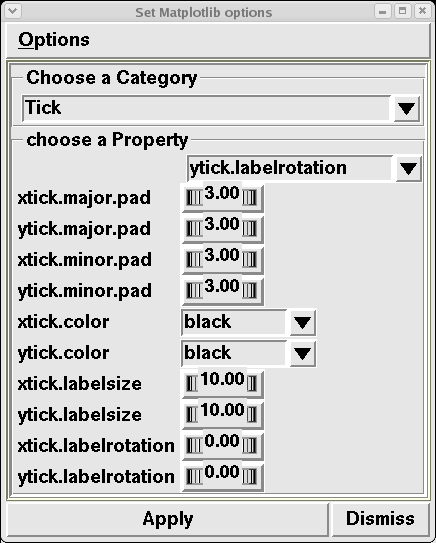 Set Matplotlib options
Options
Choose a Category
Tick
choose a Property
ytick.labelrotation
xtick.major.pad 3.00
ytick.major.pad 3.00
xtick.minor.pad 3.00
ytick.minor.pad 3.00
xtick.color black
ytick.color black
xtick.labelsize 10.00
ytick.labelsize 10.00
xtick.labelrotation 0.00
ytick.labelrotation 0.00
Apply Dismiss